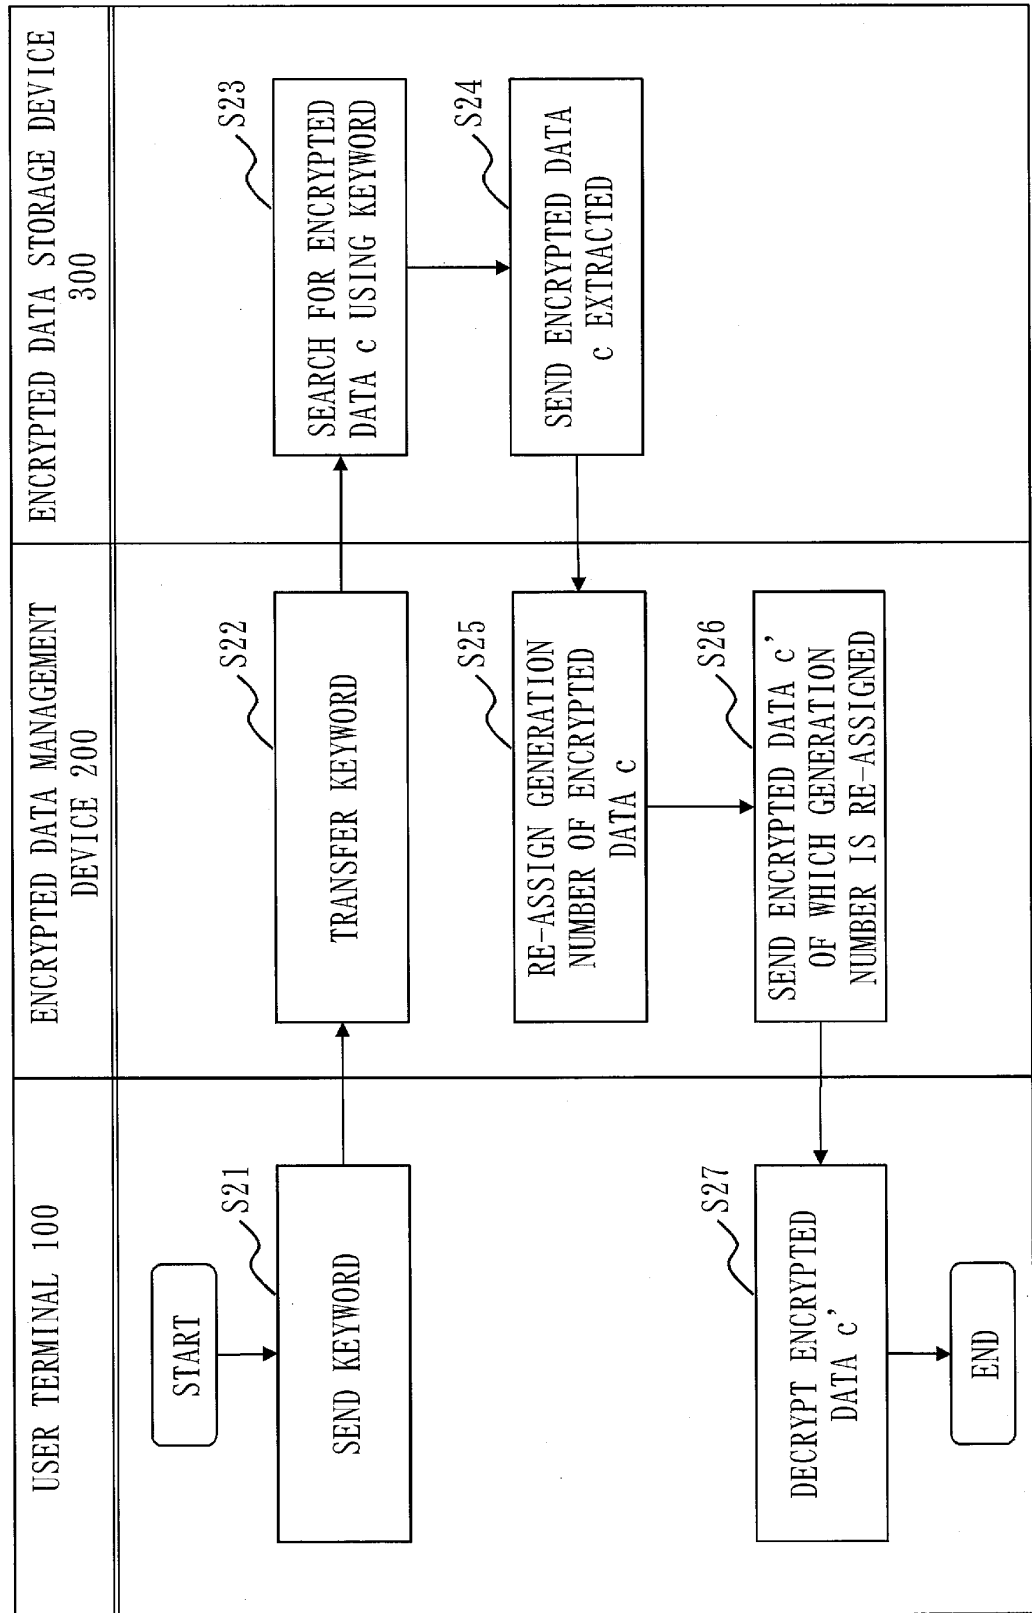 USER TERMINAL 100
ENCRYPTED DATA MANAGEMENT
DEVICE 200
ENCRYPTED DATA STORAGE DEVICE
300
START
S21
SEND KEYWORD
S22
TRANSFER KEYWORD
S23
SEARCH FOR ENCRYPTED
DATA c USING KEYWORD
S24
SEND ENCRYPTED DATA
c EXTRACTED
S25
RE-ASSIGN GENERATION
NUMBER OF ENCRYPTED
DATA c
S26
SEND ENCRYPTED DATA c'
OF WHICH GENERATION
NUMBER IS RE-ASSIGNED
S27
DECRYPT ENCRYPTED
DATA c'
END